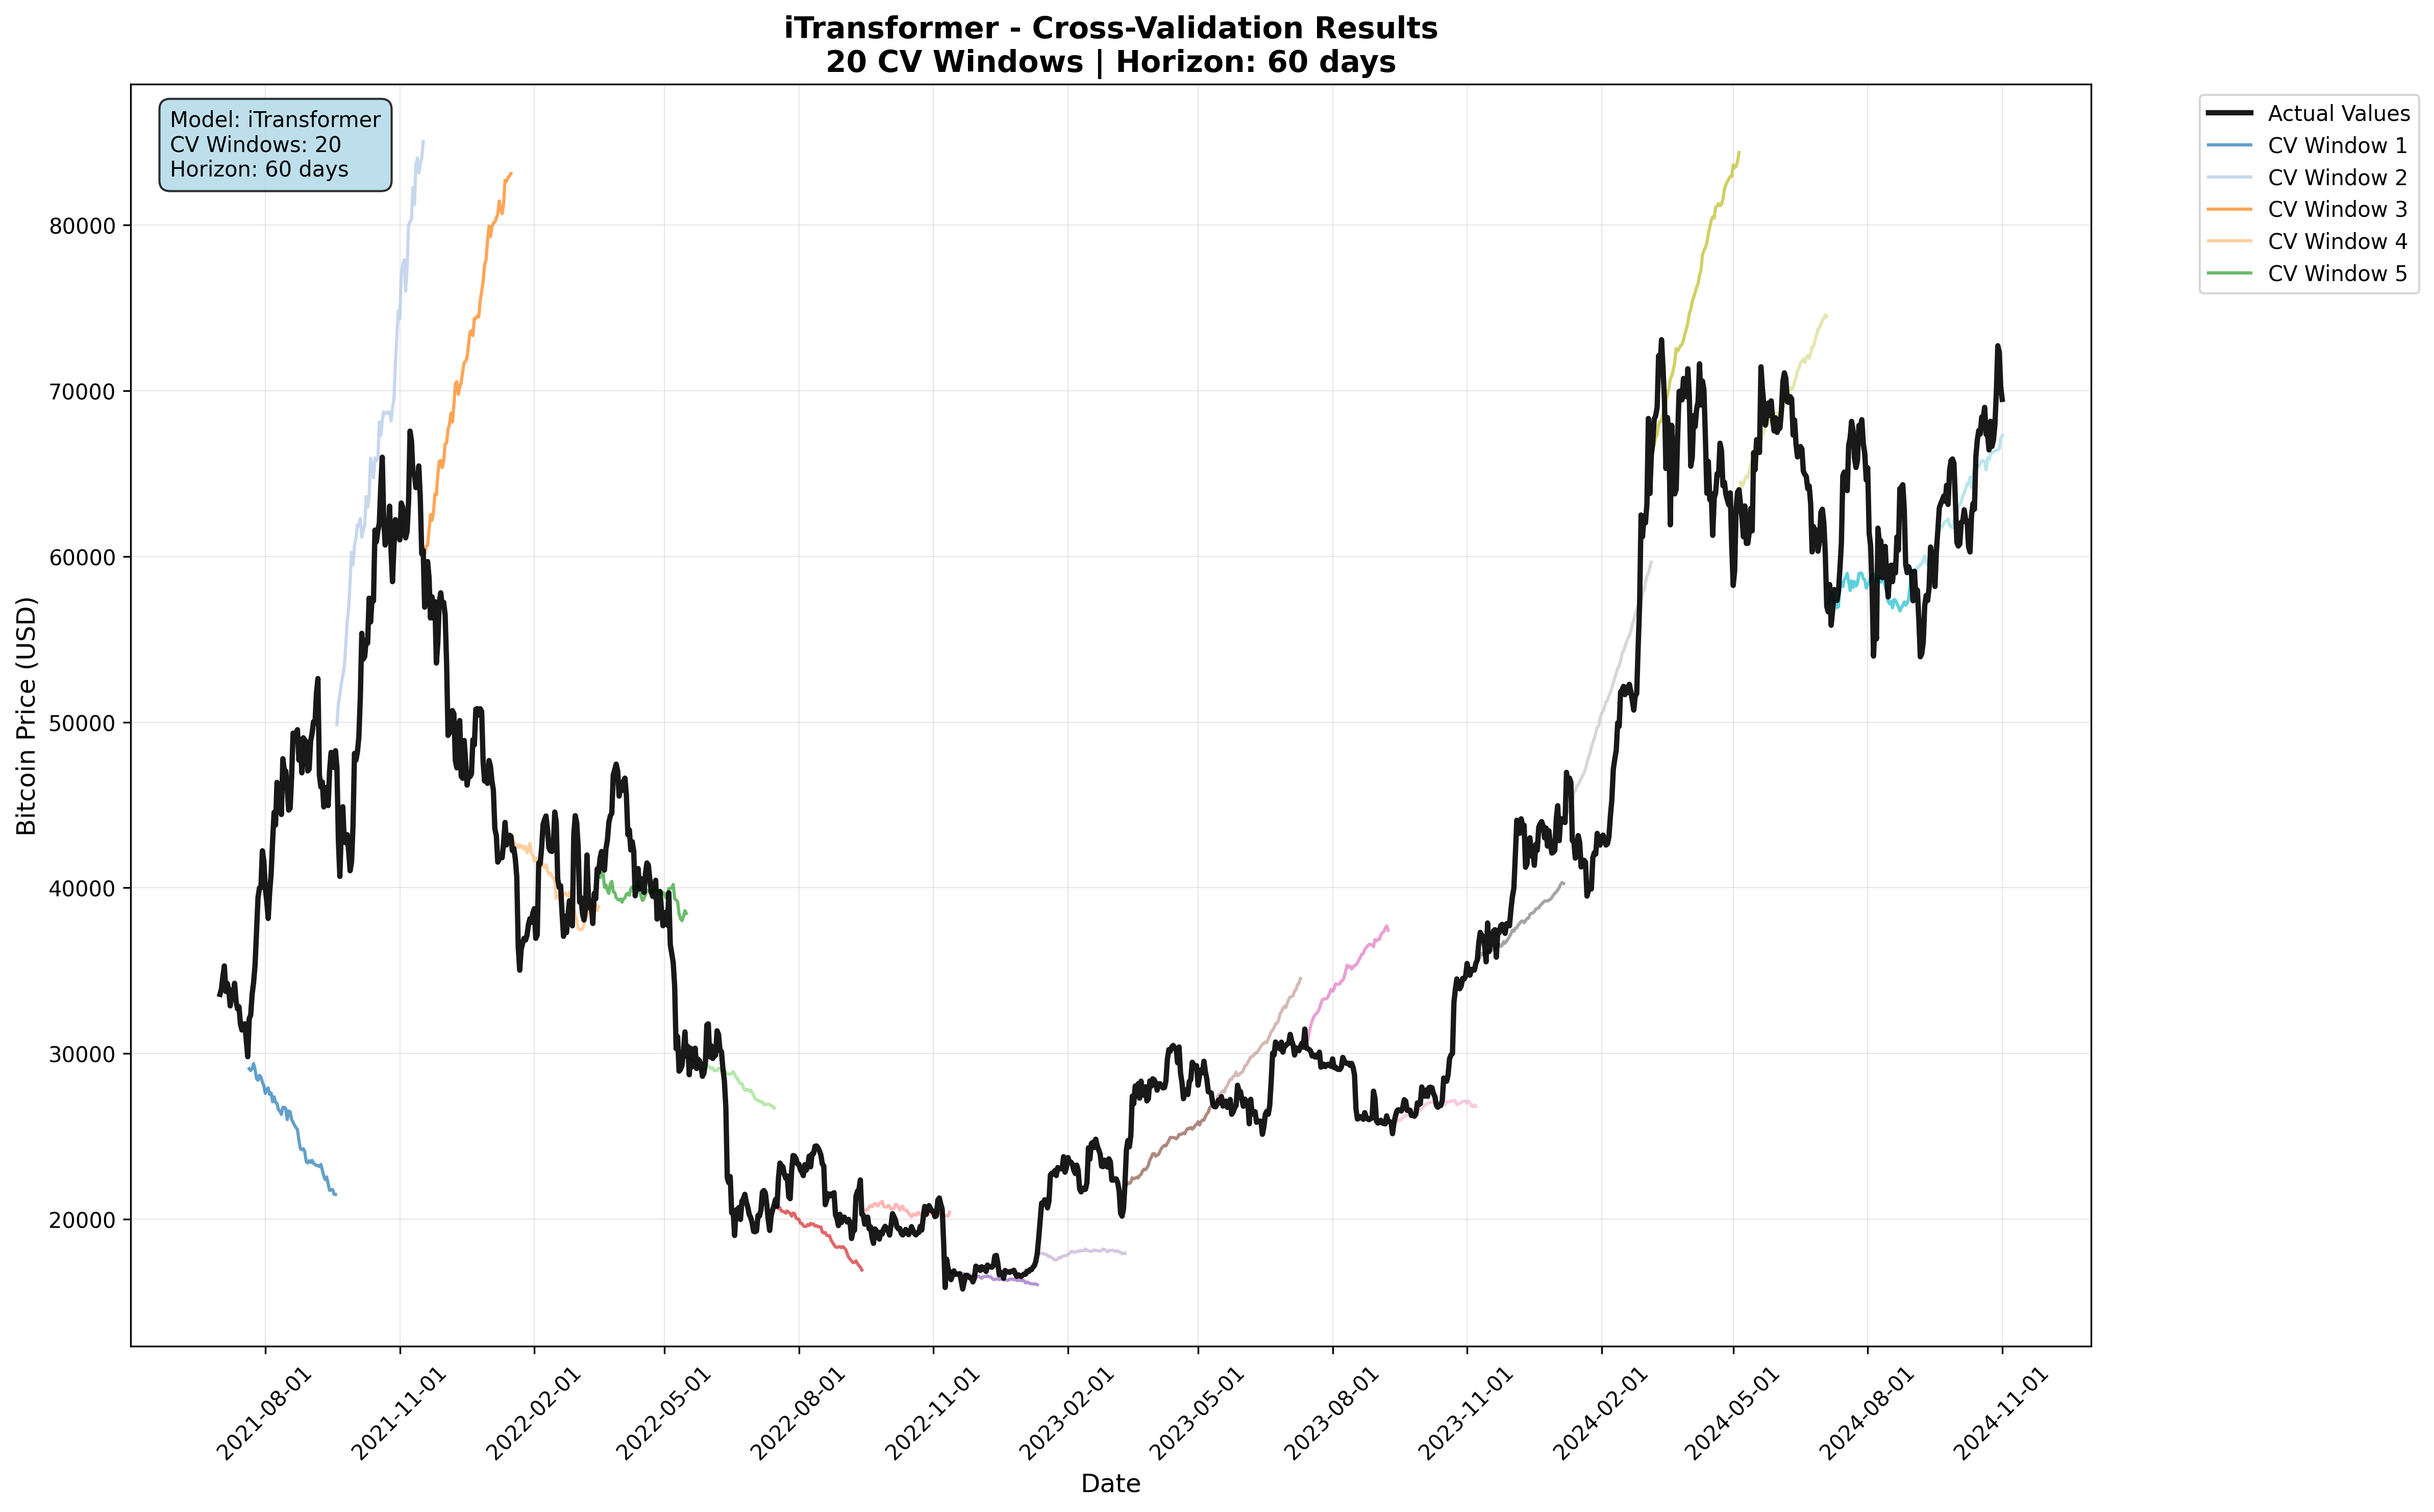 iTransformer - Cross-Validation Results
20 CV Windows | Horizon: 60 days
Model: iTransformer
CV Windows: 20
Horizon: 60 days
Actual Values
CV Window 1
CV Window 2
CV Window 3
CV Window 4
CV Window 5
Bitcoin Price (USD)
80000
70000
60000
50000
40000
30000
20000
2021-08-01
2021-11-01
2022-02-01
2022-05-01
2022-08-01
2022-11-01
2023-02-01
2023-05-01
2023-08-01
2023-11-01
2024-02-01
2024-05-01
2024-08-01
2024-11-01
Date